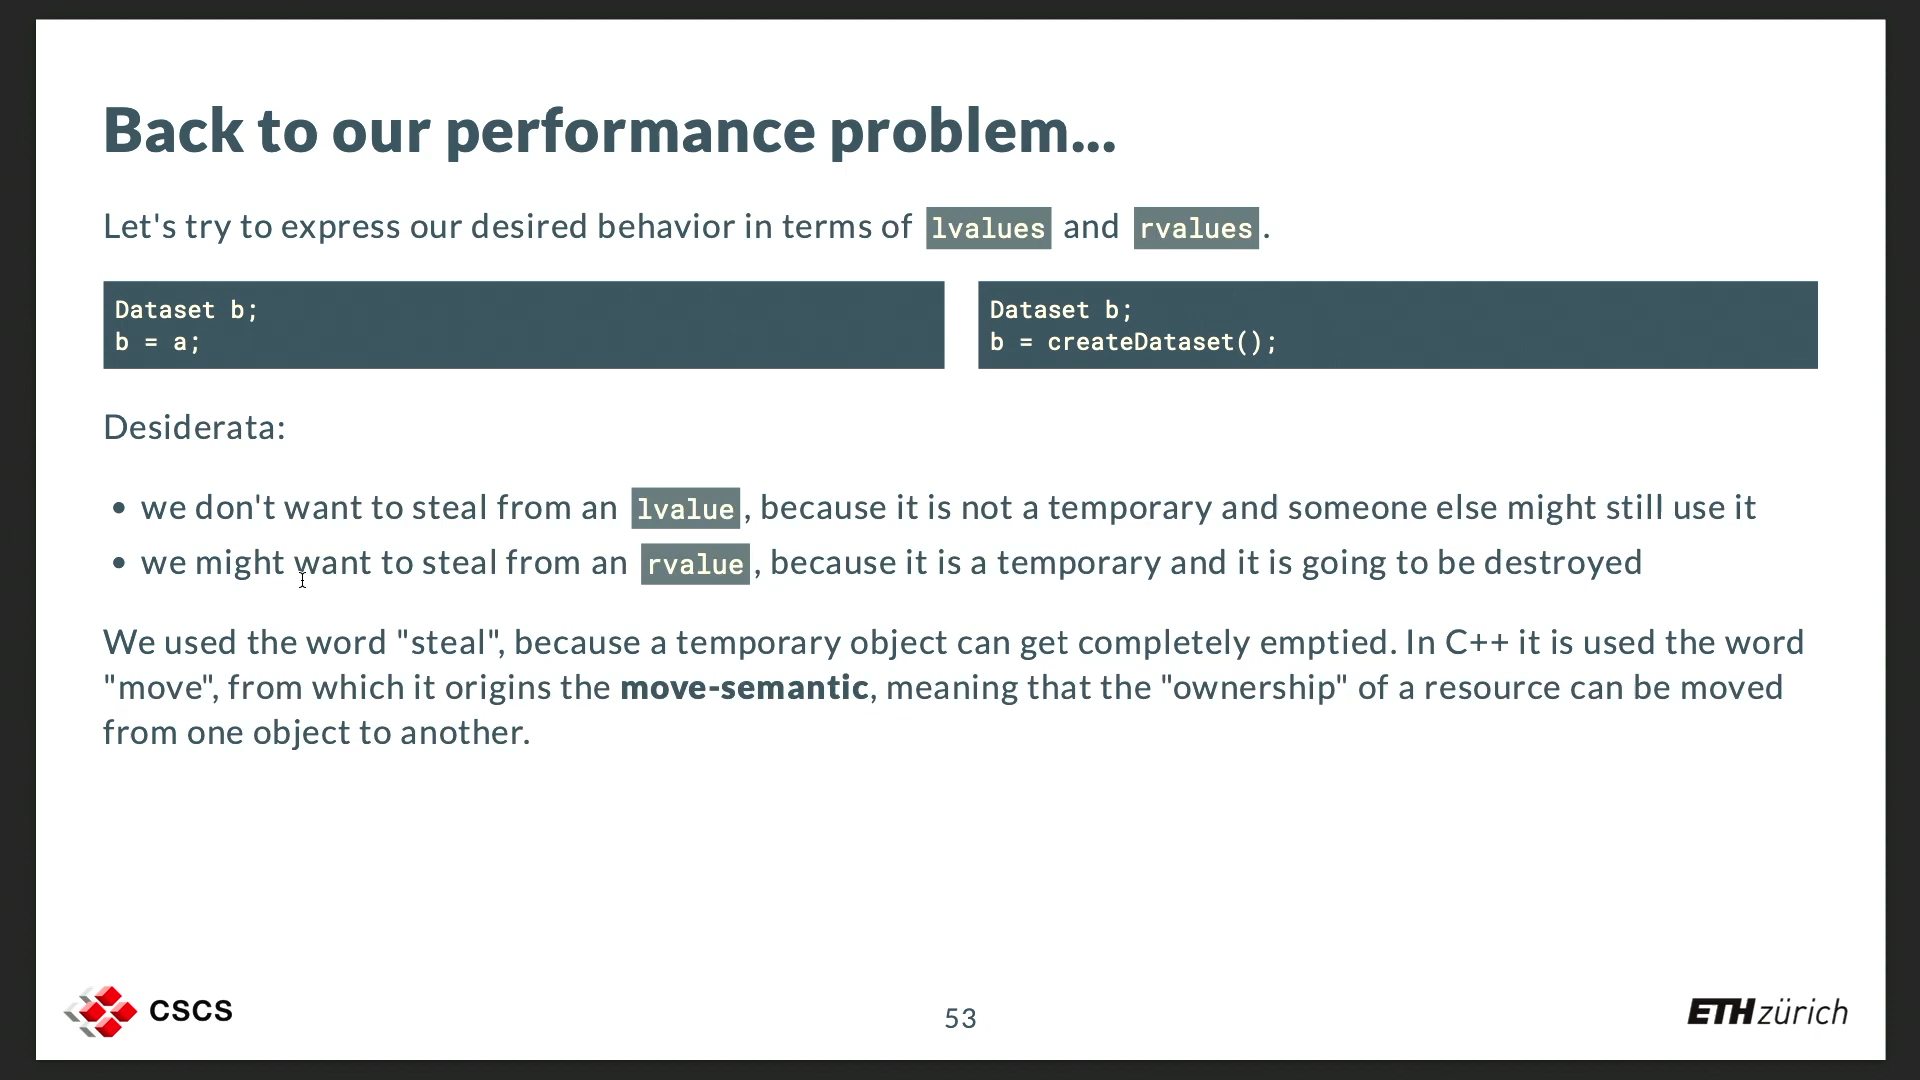 Back to our performance problem...
Let's try to express our desired behavior in terms of lvalues and rvalues.
Dataset b;
b = a;
Dataset b;
b = createDataset();
Desiderata:
• we don't want to steal from an lvalue, because it is not a temporary and someone else might still use it
• we might want to steal from an rvalue, because it is a temporary and it is going to be destroyed
We used the word "steal", because a temporary object can get completely emptied. In C++ it is used the word
"move", from which it origins the move-semantic, meaning that the "ownership" of a resource can be moved
from one object to another.
CSCS
53
ETH zürich